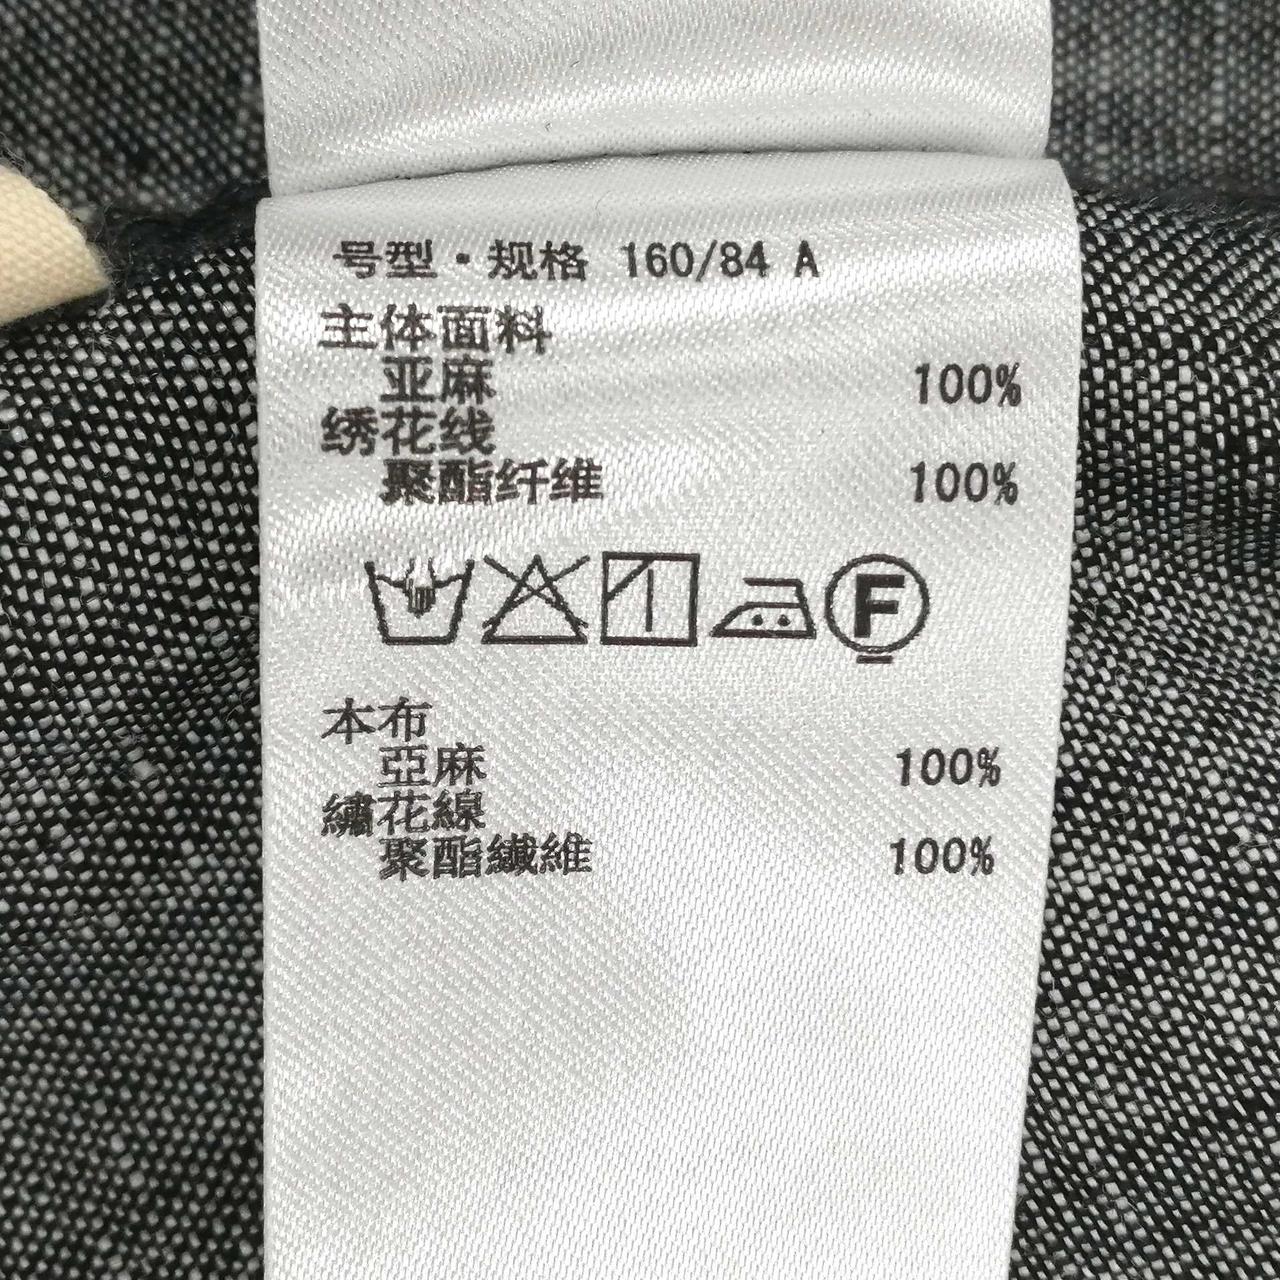 号型·规格 160/84 A
主体面料
亚麻 100%
绣花线
聚酯纤维 100%
F
本布
亞麻 100%
繡花線
聚酯纖維 100%